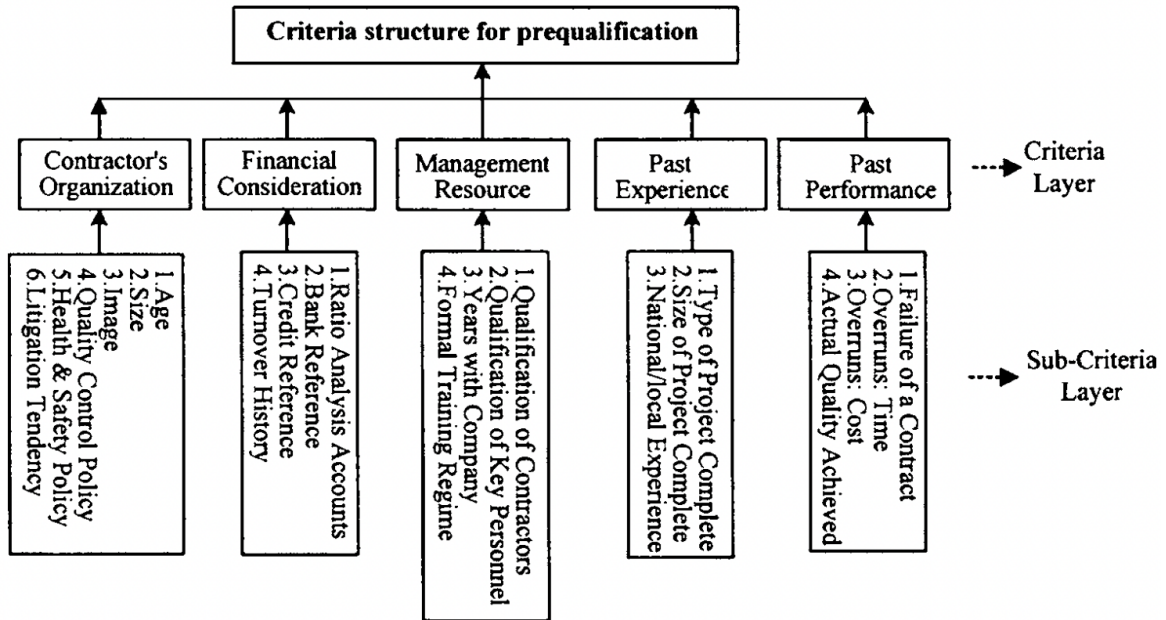 Criteria structure for prequalification
Contractor's
Organization
Financial
Consideration
Management
Resource
Past
Experience
Past
Performance
Criteria
Layer
1.Age
2.Size
3.Image
4.Quality Control Policy
5.Health & Safety Policy
6.Litigation Tendency
1.Ratio Analysis Accounts
2.Bank Reference
3.Credit Reference
4.Turnover History
1.Qualification of Contractors
2.Qualification of Key Personnel
3.Years with Company
4.Formal Training Regime
1.Type of Project Complete
2.Size of Project Complete
3.National/local Experience
1.Failure of a Contract
2.Overruns: Time
3.Overruns: Cost
4.Actual Quality Achieved
Sub-Criteria
Layer